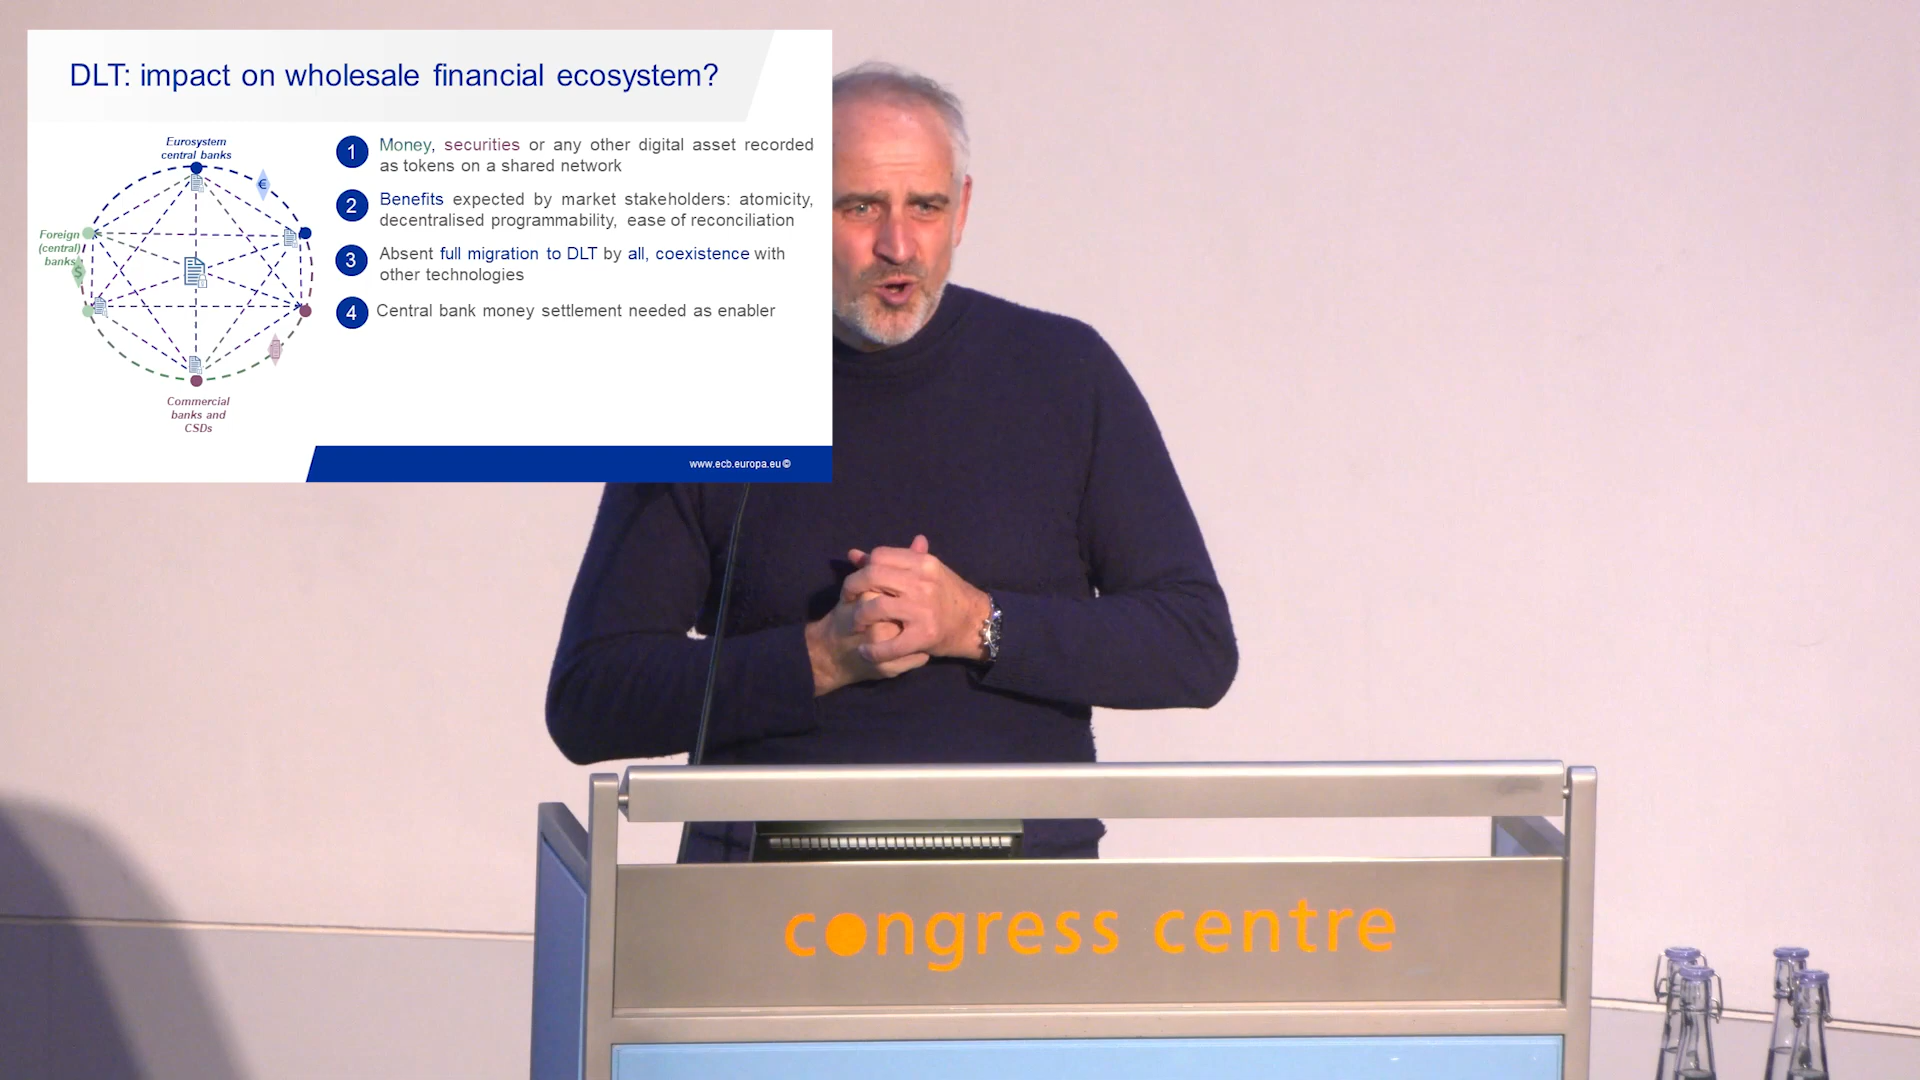 DLT: impact on wholesale financial ecosystem?
Eurosystem
central banks
Foreign
(central)
banks
€
$
Commercial
banks and
CSDs
1
Money, securities or any other digital asset recorded
as tokens on a shared network
2
Benefits expected by market stakeholders: atomicity,
decentralised programmability, ease of reconciliation
3
Absent full migration to DLT by all, coexistence with
other technologies
4
Central bank money settlement needed as enabler
www.ecb.europa.eu©
congress centre